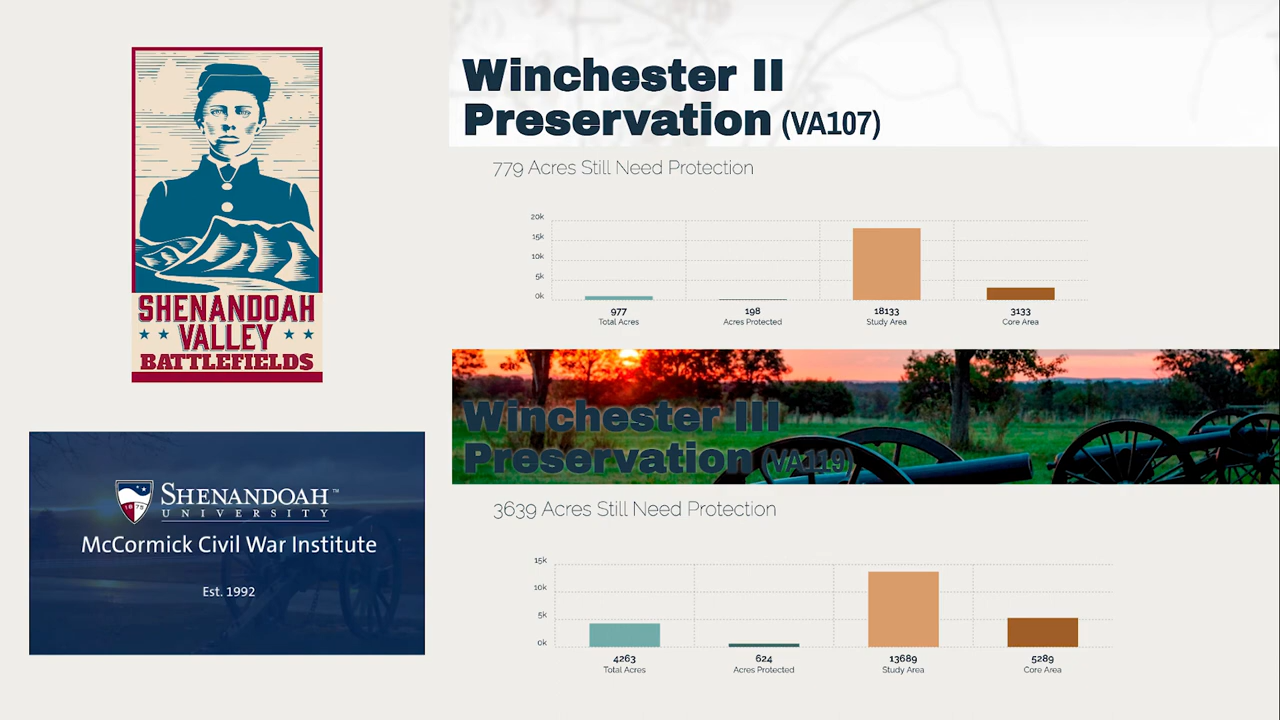 SHENANDOAH
VALLEY
BATTLEFIELDS
SHENANDOAH™
UNIVERSITY
1875
McCormick Civil War Institute
Est. 1992
Winchester II
Preservation (VA107)
779 Acres Still Need Protection
20k
15k
10k
5k
0k
977
198
18133
3133
Total Acres
Acres Protected
Study Area
Core Area
Winchester III
Preservation (VA119)
3639 Acres Still Need Protection
15k
10k
5k
0k
4263
624
13689
5289
Total Acres
Acres Protected
Study Area
Core Area